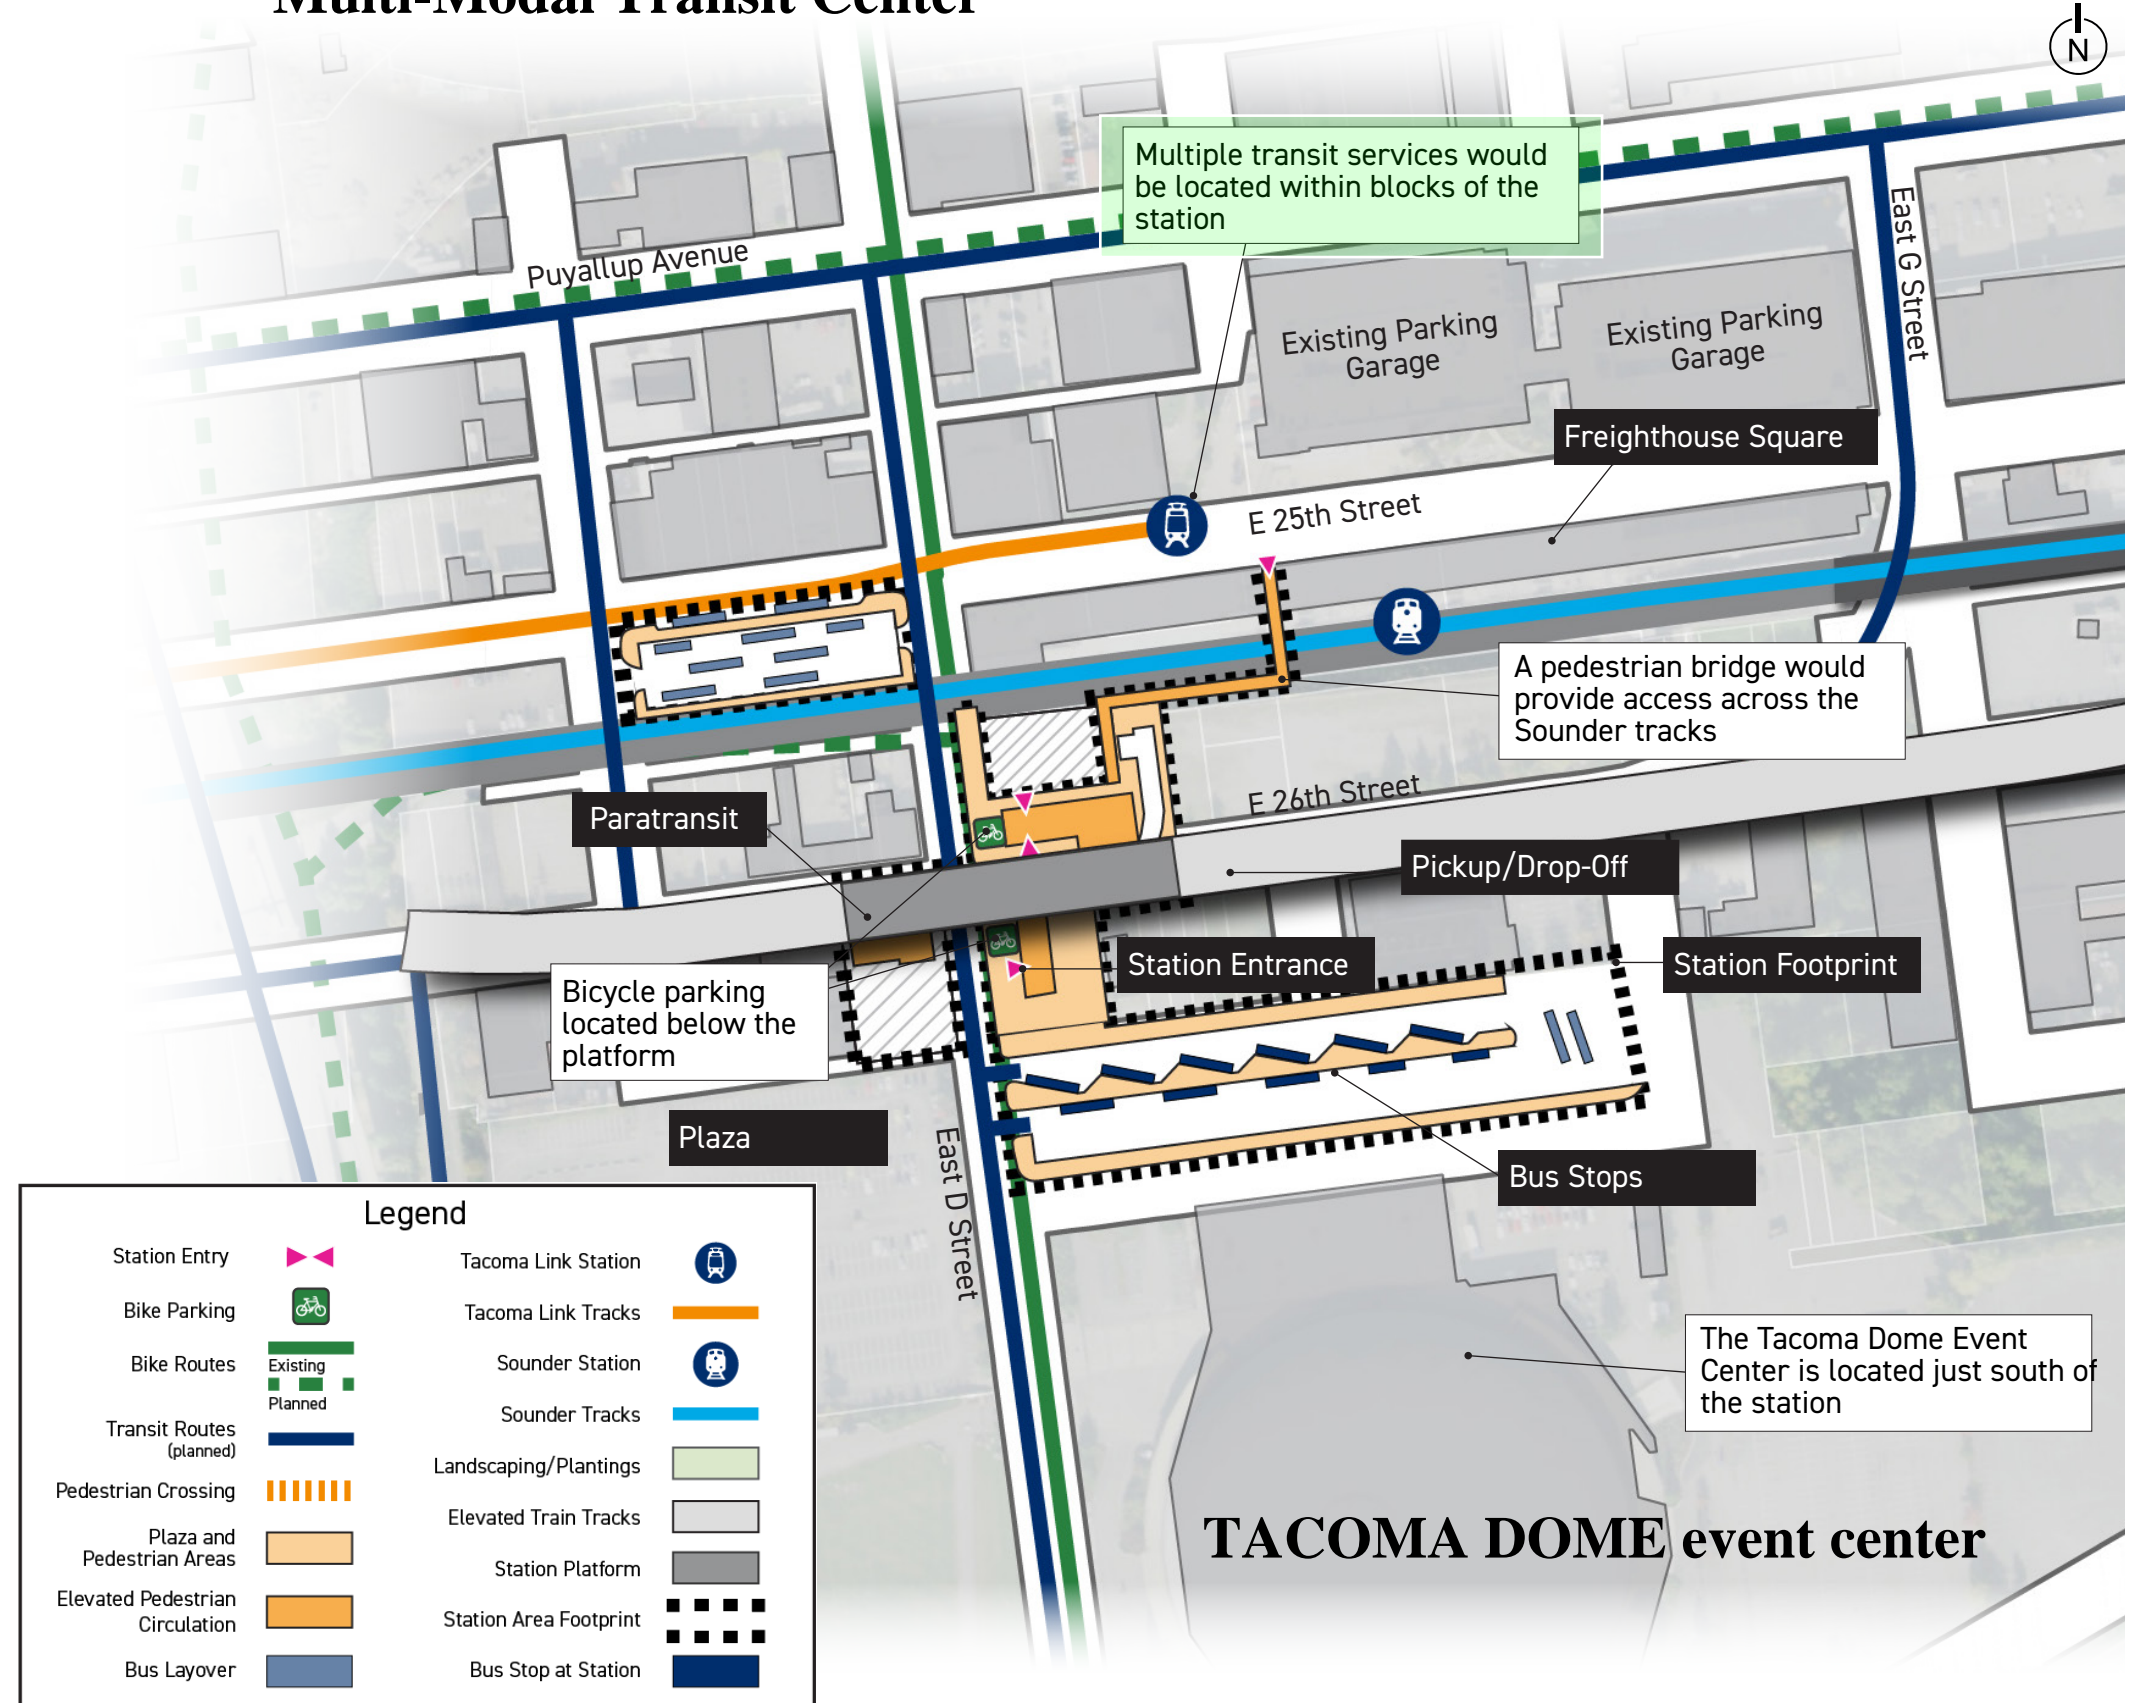 Multi-Modal Transit Center
N
Multiple transit services would
be located within blocks of the
station
Puyallup Avenue
East G Street
Existing Parking
Garage
Existing Parking
Garage
Freighthouse Square
E 25th Street
A pedestrian bridge would
provide access across the
Sounder tracks
E 26th Street
Paratransit
Pickup/Drop-Off
Station Entrance
Station Footprint
Bicycle parking
located below the
platform
Plaza
East D Street
Bus Stops
The Tacoma Dome Event
Center is located just south of
the station
TACOMA DOME event center
Legend
Station Entry
Bike Parking
Bike Routes
Existing
Planned
Transit Routes
(planned)
Pedestrian Crossing
Plaza and
Pedestrian Areas
Elevated Pedestrian
Circulation
Bus Layover
Tacoma Link Station
Tacoma Link Tracks
Sounder Station
Sounder Tracks
Landscaping/Plantings
Elevated Train Tracks
Station Platform
Station Area Footprint
Bus Stop at Station